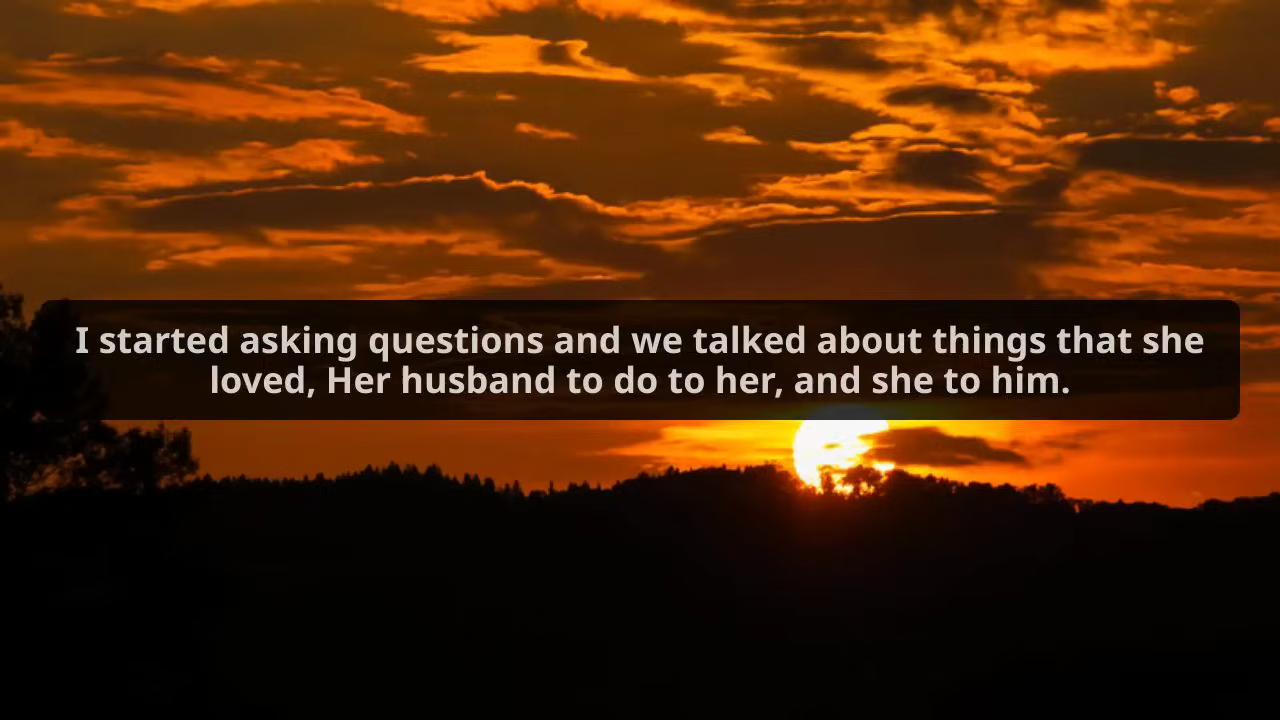 I started asking questions and we talked about things that she
loved, Her husband to do to her, and she to him.